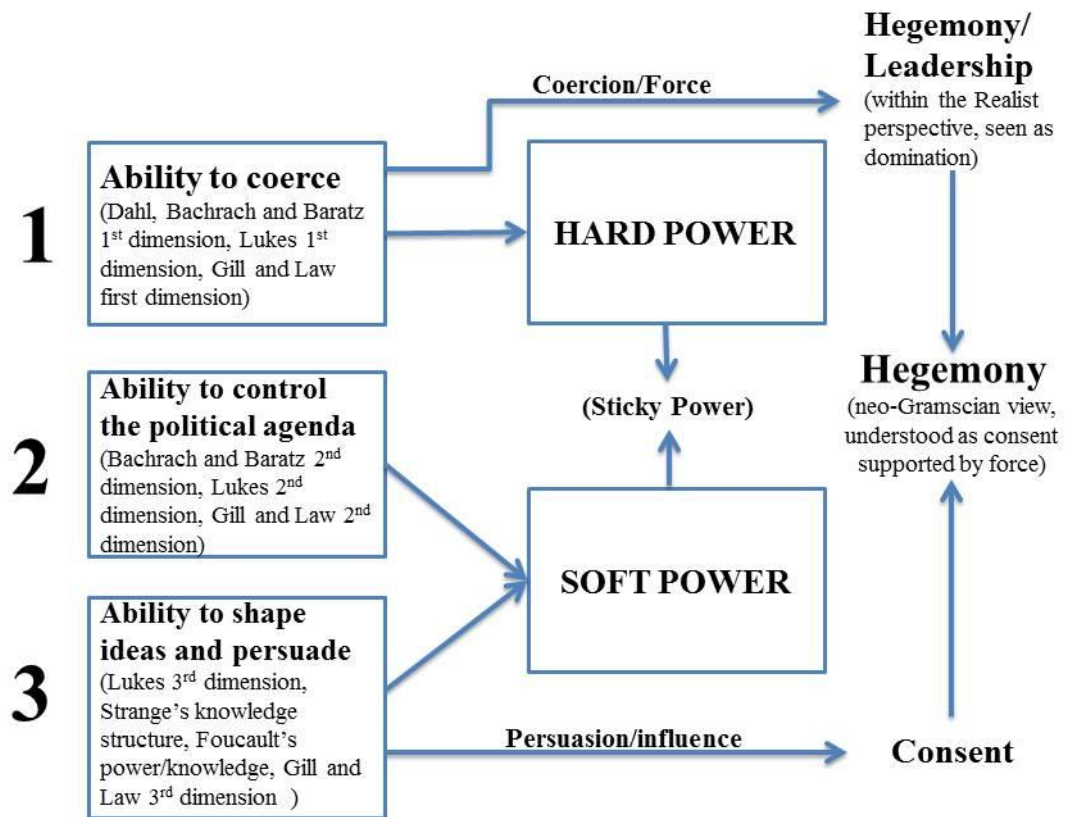 Hegemony/
Leadership
(within the Realist
perspective, seen as
domination)
Coercion/Force
1
Ability to coerce
(Dahl, Bachrach and Baratz
1st dimension, Lukes 1st
dimension, Gill and Law
first dimension)
HARD POWER
2
Ability to control
the political agenda
(Bachrach and Baratz 2nd
dimension, Lukes 2nd
dimension, Gill and Law 2nd
dimension)
(Sticky Power)
Hegemony
(neo-Gramscian view,
understood as consent
supported by force)
SOFT POWER
3
Ability to shape
ideas and persuade
(Lukes 3rd dimension,
Strange's knowledge
structure, Foucault's
power/knowledge, Gill and
Law 3rd dimension )
Persuasion/influence
Consent